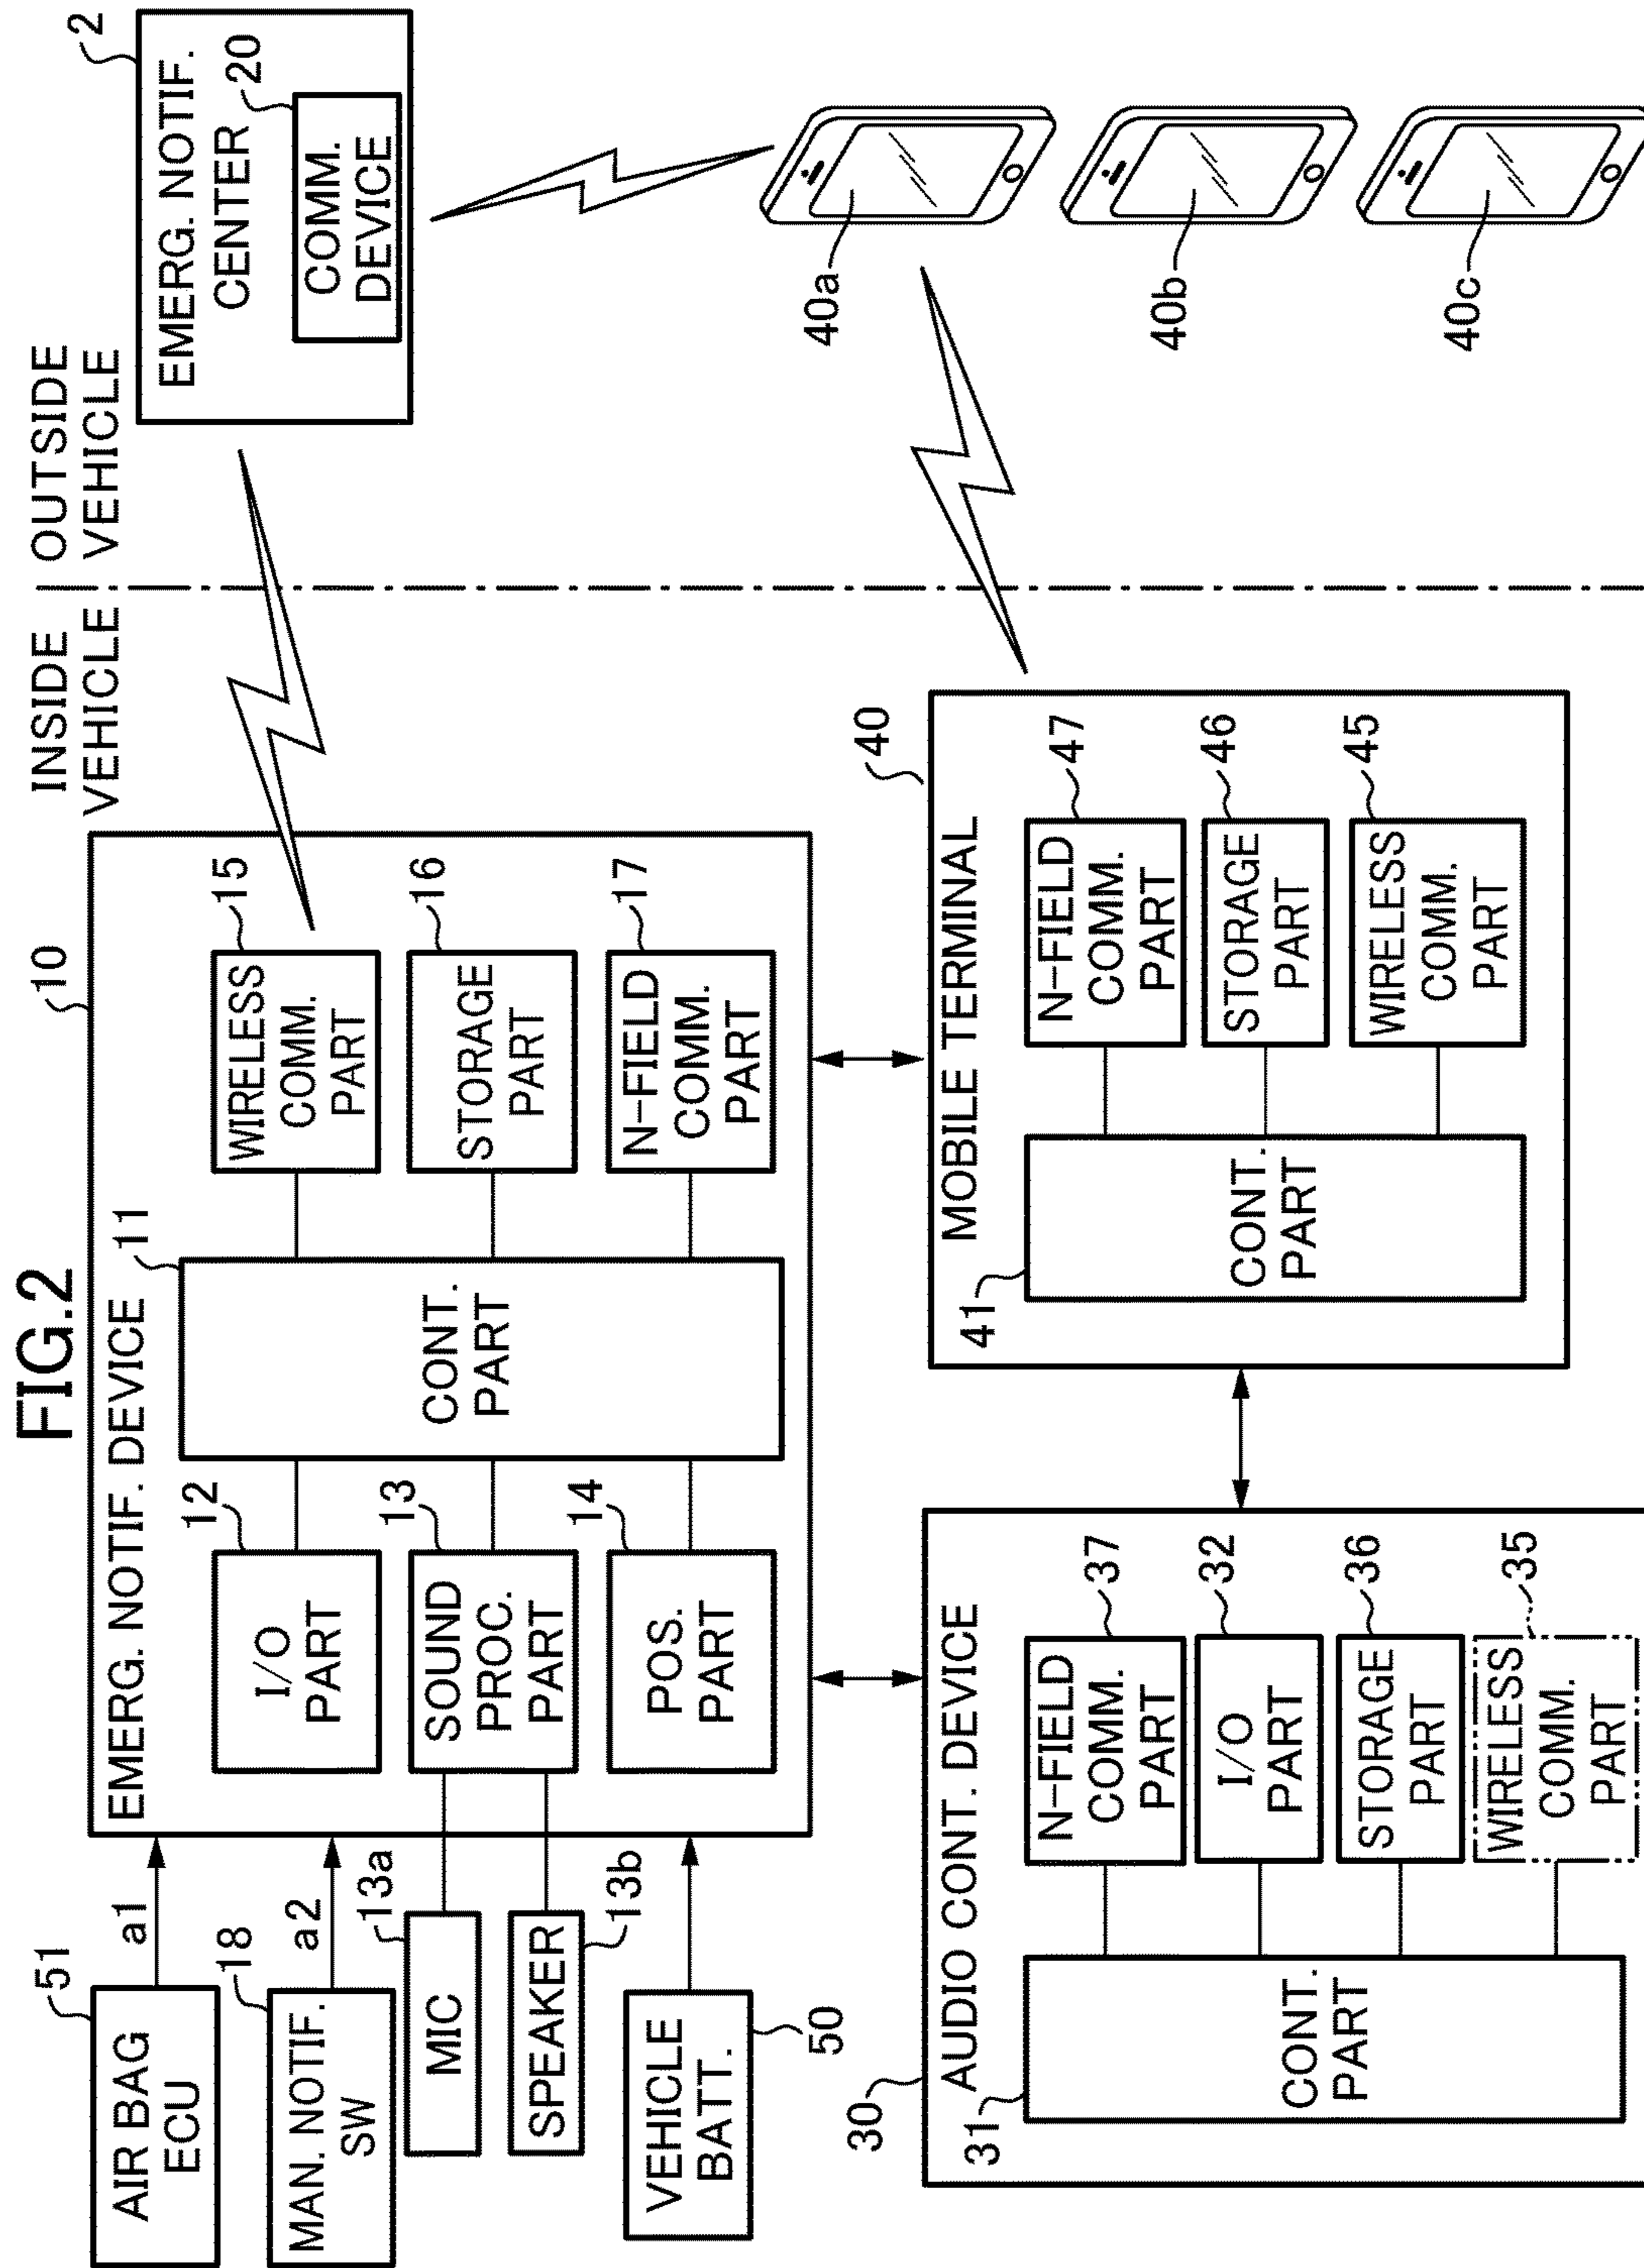 FIG.2
INSIDE
VEHICLE
OUTSIDE
VEHICLE
51
AIR BAG
ECU
a1
18
MAN. NOTIF.
SW
a2
MIC
13a
SPEAKER
13b
VEHICLE
BATT.
50
10
EMERG. NOTIF. DEVICE
12
I/O
PART
13
SOUND
PROC.
PART
14
POS.
PART
11
CONT.
PART
15
WIRELESS
COMM.
PART
16
STORAGE
PART
17
N-FIELD
COMM.
PART
2
EMERG. NOTIF.
CENTER
20
COMM.
DEVICE
30
AUDIO CONT. DEVICE
31
CONT.
PART
37
N-FIELD
COMM.
PART
32
I/O
PART
36
STORAGE
PART
35
WIRELESS
COMM.
PART
40
MOBILE TERMINAL
41
CONT.
PART
47
N-FIELD
COMM.
PART
46
STORAGE
PART
45
WIRELESS
COMM.
PART
40a
40b
40c